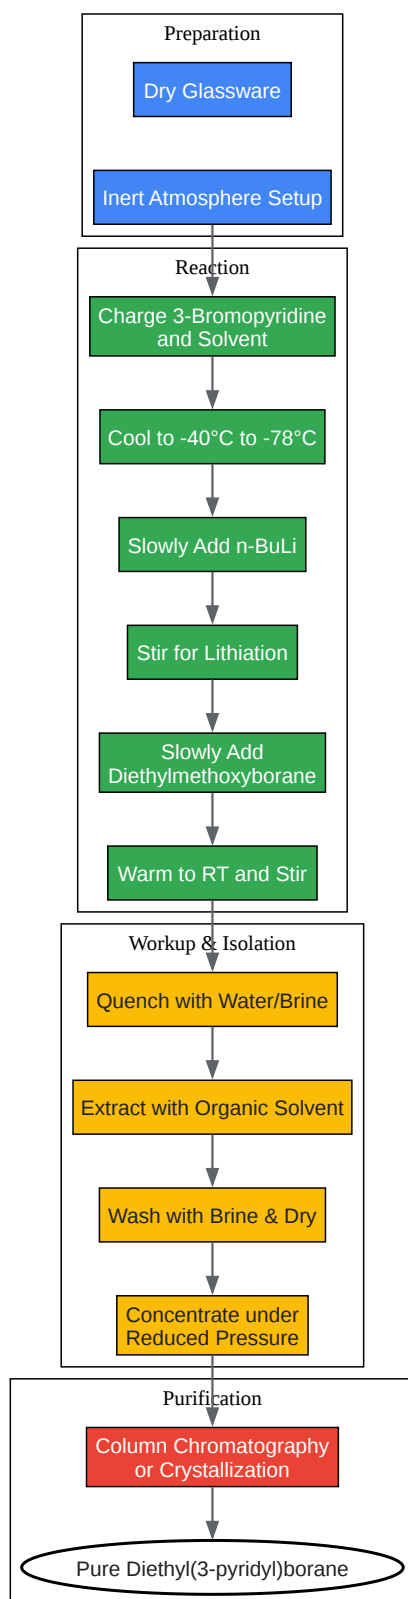 Preparation
Dry Glassware
Inert Atmosphere Setup
Reaction
Charge 3-Bromopyridine
and Solvent
Cool to -40°C to -78°C
Slowly Add n-BuLi
Stir for Lithiation
Slowly Add
Diethylmethoxyborane
Warm to RT and Stir
Workup & Isolation
Quench with Water/Brine
Extract with Organic Solvent
Wash with Brine & Dry
Concentrate under
Reduced Pressure
Purification
Column Chromatography
or Crystallization
Pure Diethyl(3-pyridyl)borane